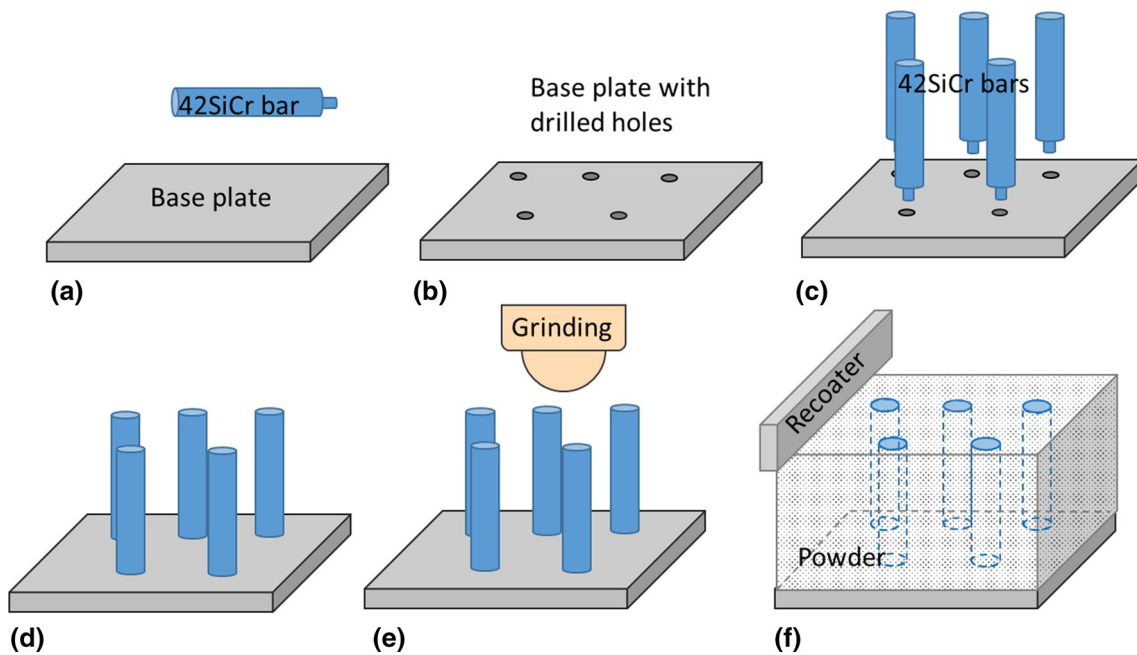 42SiCr bar
Base plate
(a)
Base plate with
drilled holes
(b)
42SiCr bars
(c)
(d)
Grinding
(e)
Recoater
Powder
(f)